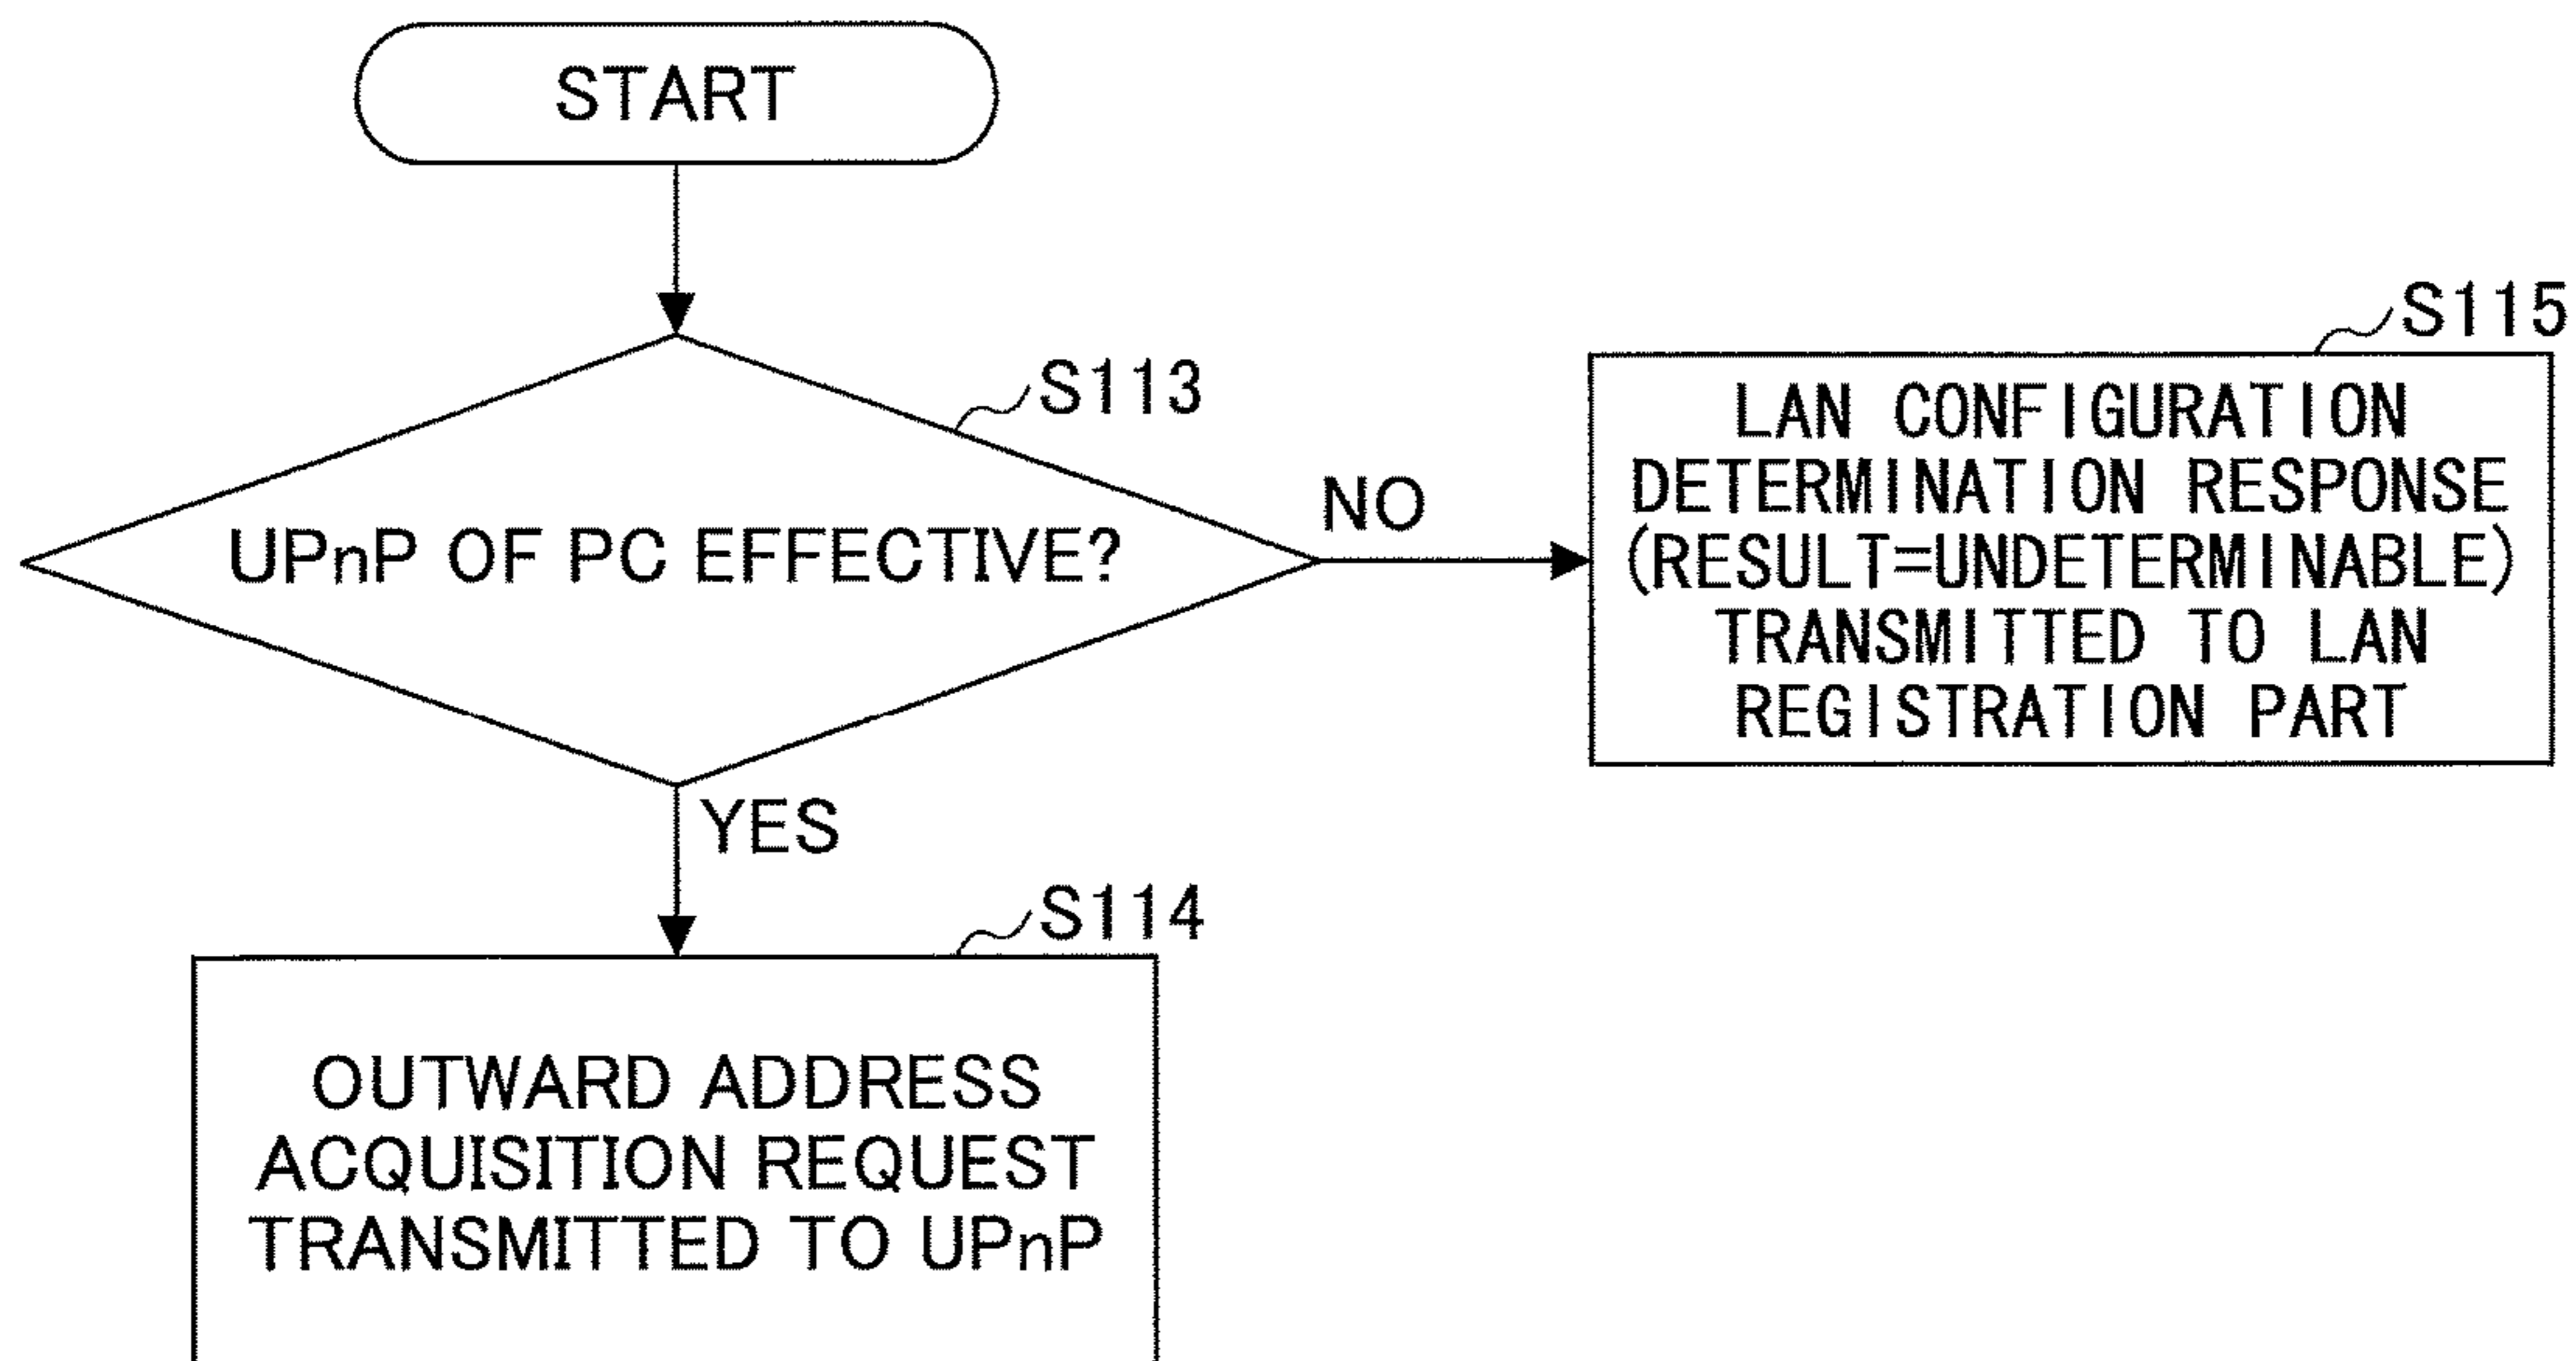 START
S113
UPnP OF PC EFFECTIVE?
NO
S115
LAN CONFIGURATION
DETERMINATION RESPONSE
(RESULT=UNDETERMINABLE)
TRANSMITTED TO LAN
REGISTRATION PART
YES
S114
OUTWARD ADDRESS
ACQUISITION REQUEST
TRANSMITTED TO UPnP